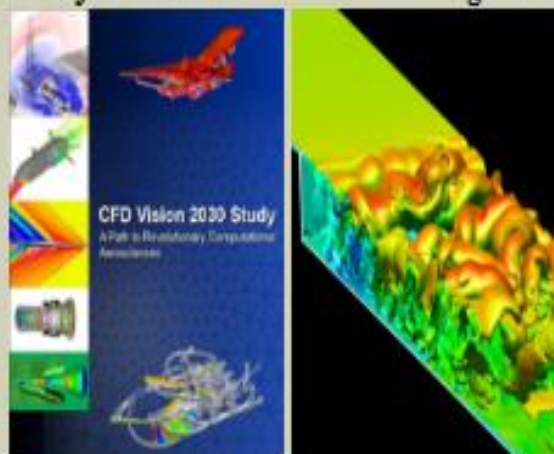 CFD Vision 2030 Study
A Path to Revolutionary Computational
Aerosciences